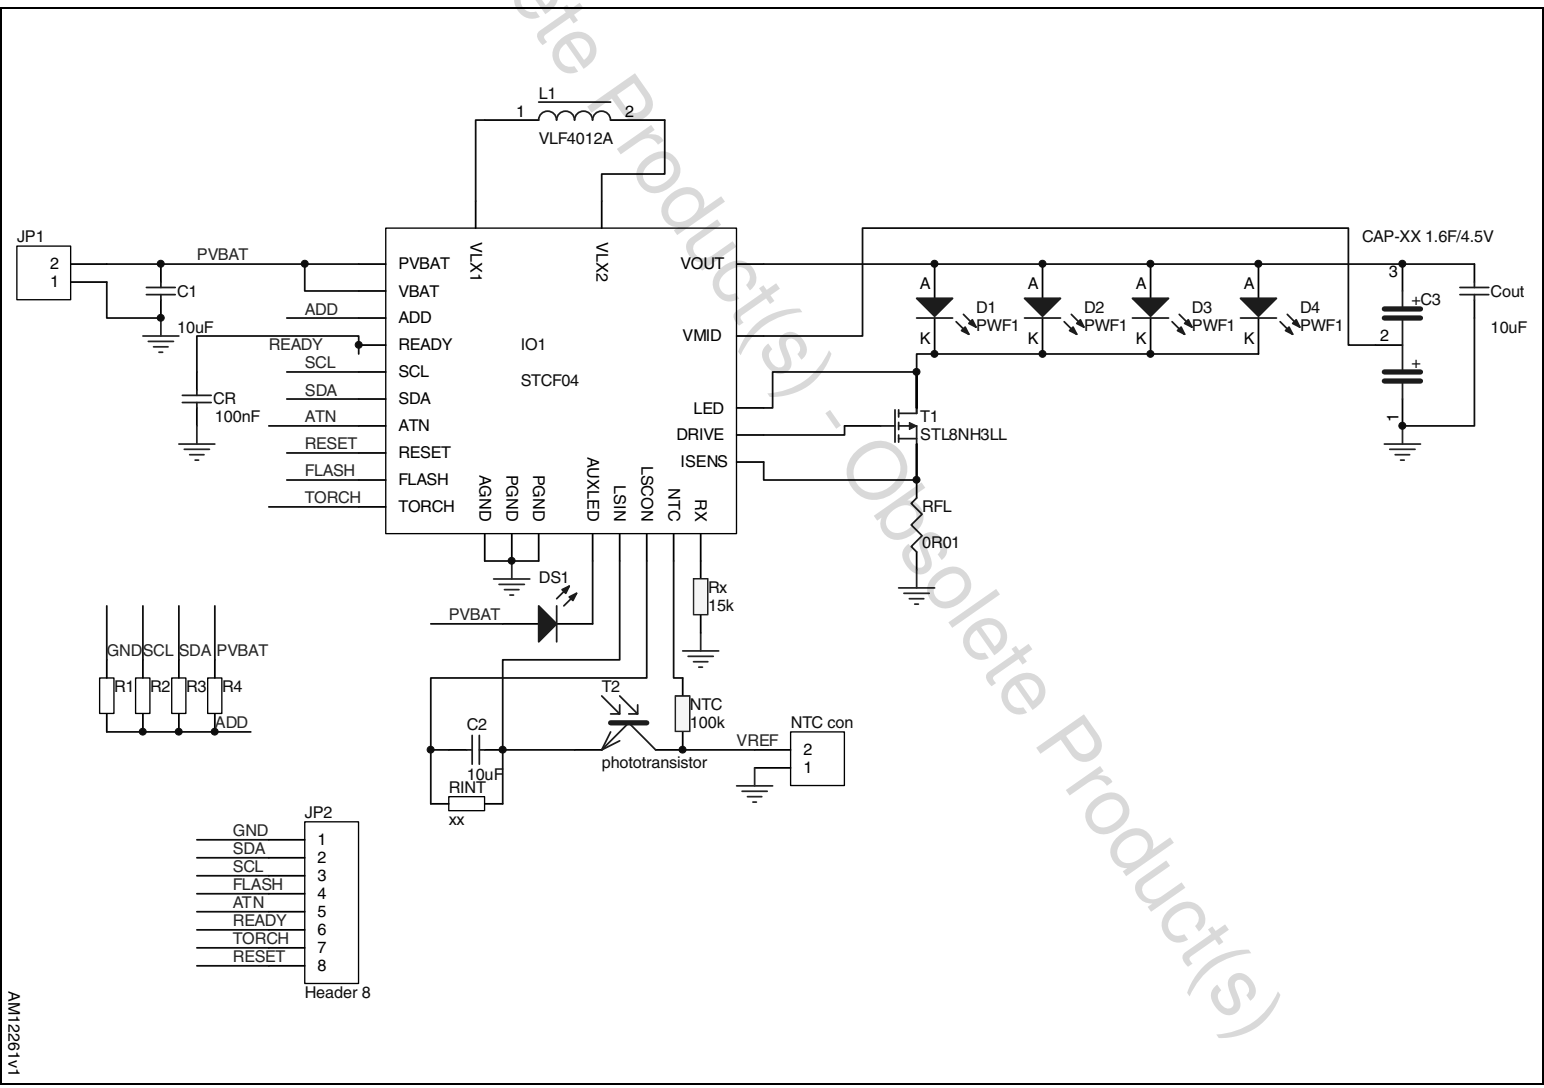 L1
1 2
VLF4012A
JP1
2
1
PVBAT
C1
10uF
ADD
READY
SCL
SDA
ATN
RESET
FLASH
TORCH
CR
100nF
VLX1
VLX2
PVBAT
VBAT
ADD
READY
SCL
SDA
ATN
RESET
FLASH
TORCH
IO1
STCF04
VOUT
VMID
LED
DRIVE
ISENS
AGND
PGND
PGND
AUXLED
LSIN
LSCON
NTC
RX
CAP-XX 1.6F/4.5V
A
D1
PWF1
K
A
D2
PWF1
K
A
D3
PWF1
K
A
D4
PWF1
K
3
+C3
2
+
1
Cout
10uF
T1
STL8NH3LL
RFL
0R01
DS1
PVBAT
Rx
15k
T2
phototransistor
NTC
100k
C2
10uF
RINT
xx
VREF
NTC con
2
1
GND SCL SDA PVBAT
R1 R2 R3 R4
ADD
JP2
GND 1
SDA 2
SCL 3
FLASH 4
ATN 5
READY 6
TORCH 7
RESET 8
Header 8
AM12261v1
ete Product(s) - Obsolete Product(s)